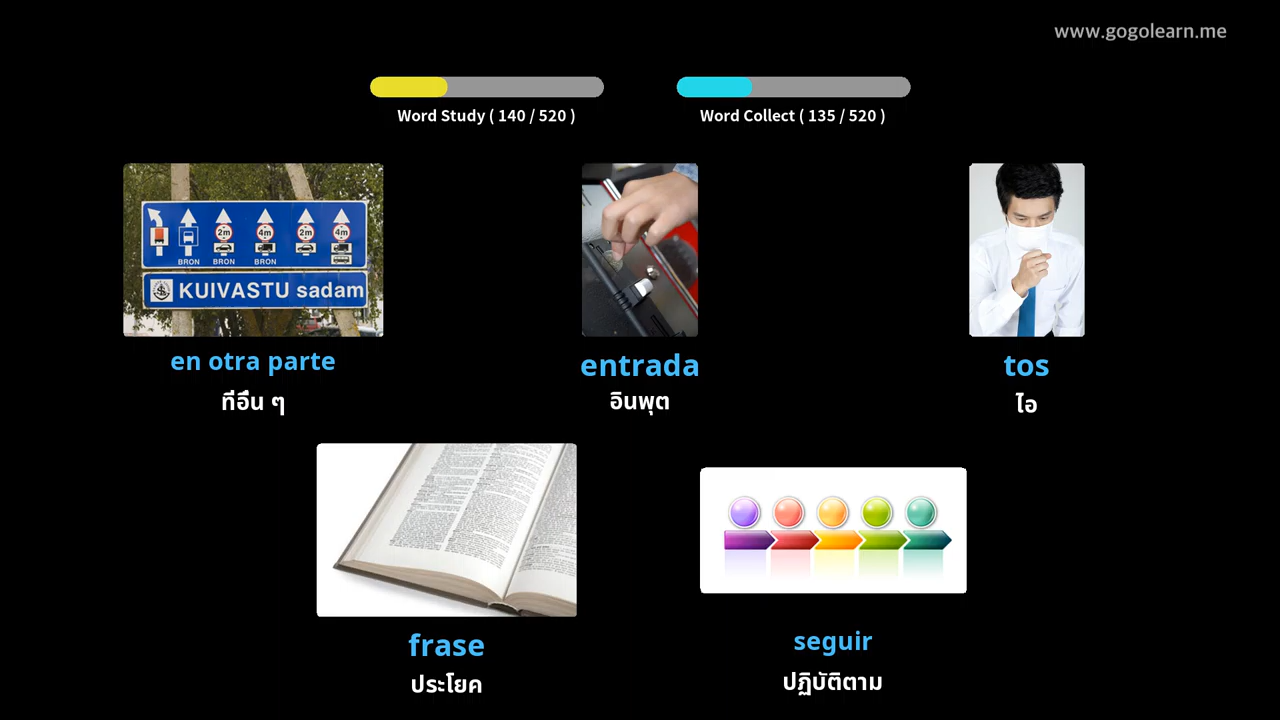 www.gogolearn.me
Word Study ( 140 / 520 )
Word Collect ( 135 / 520 )
2m
4m
2m
4m
BRON
BRON
BRON
KUIVASTU sadam
en otra parte
ที่อื่น ๆ
entrada
อินพุต
tos
ไอ
frase
ประโยค
seguir
ปฏิบัติตาม